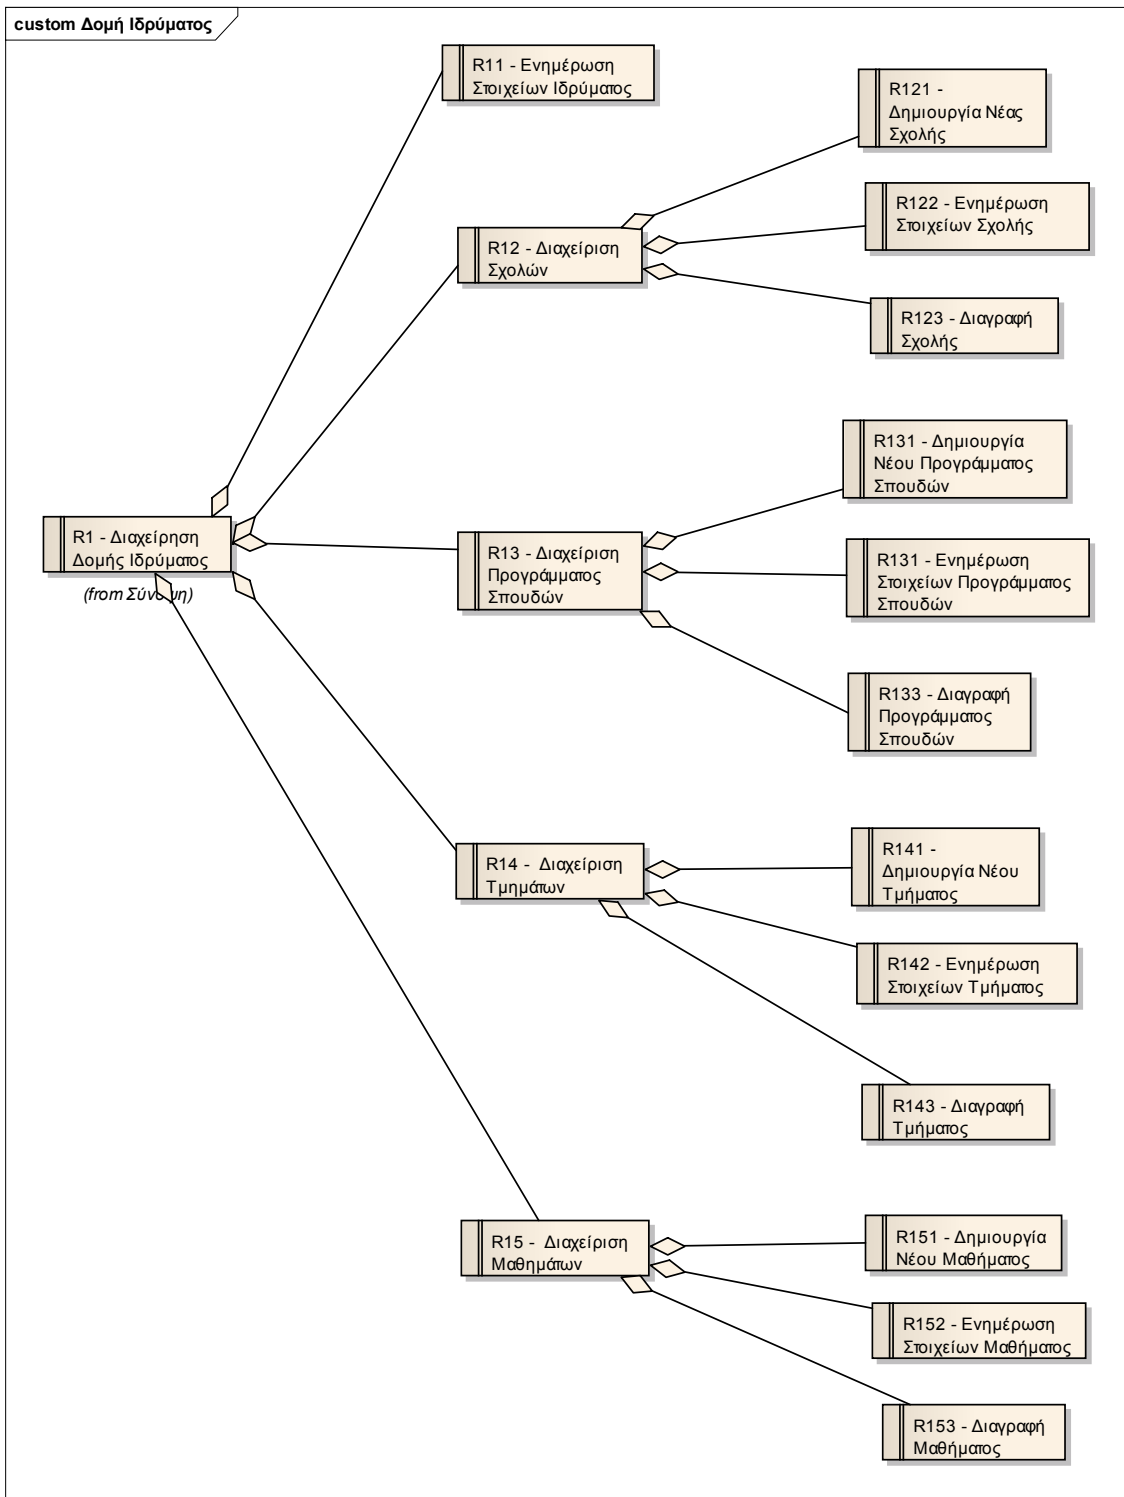 custom Δομή Ιδρύματος
R11 - Ενημέρωση
Στοιχείων Ιδρύματος
R121 -
Δημιουργία Νέας
Σχολής
R122 - Ενημέρωση
Στοιχείων Σχολής
R12 - Διαχείριση
Σχολών
R123 - Διαγραφή
Σχολής
R131 - Δημιουργία
Νέου Προγράμματος
Σπουδών
R1 - Διαχείρηση
Δομής Ιδρύματος
(from Σύνοψη)
R13 - Διαχείριση
Προγράμματος
Σπουδών
R131 - Ενημέρωση
Στοιχείων Προγράμματος
Σπουδών
R133 - Διαγραφή
Προγράμματος
Σπουδών
R14 - Διαχείριση
Τμημάτων
R141 -
Δημιουργία Νέου
Τμήματος
R142 - Ενημέρωση
Στοιχείων Τμήματος
R143 - Διαγραφή
Τμήματος
R15 - Διαχείριση
Μαθημάτων
R151 - Δημιουργία
Νέου Μαθήματος
R152 - Ενημέρωση
Στοιχείων Μαθήματος
R153 - Διαγραφή
Μαθήματος